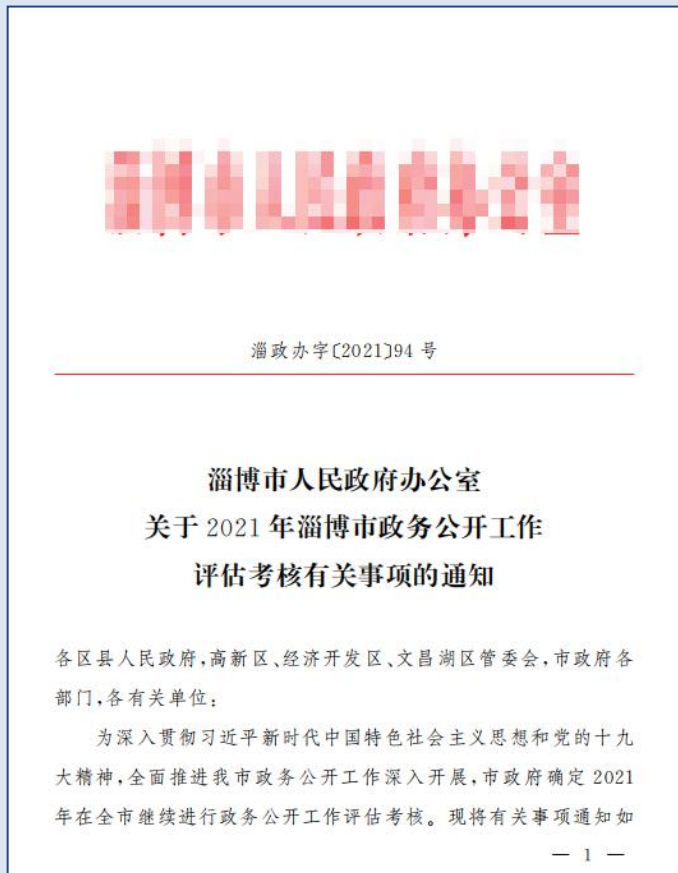 淄政办字〔2021〕94 号
淄博市人民政府办公室
关于 2021 年淄博市政务公开工作
评估考核有关事项的通知
各区县人民政府,高新区、经济开发区、文昌湖区管委会,市政府各
部门,各有关单位:
为深入贯彻习近平新时代中国特色社会主义思想和党的十九
大精神,全面推进我市政务公开工作深入开展,市政府确定 2021
年在全市继续进行政务公开工作评估考核。现将有关事项通知如
— 1 —